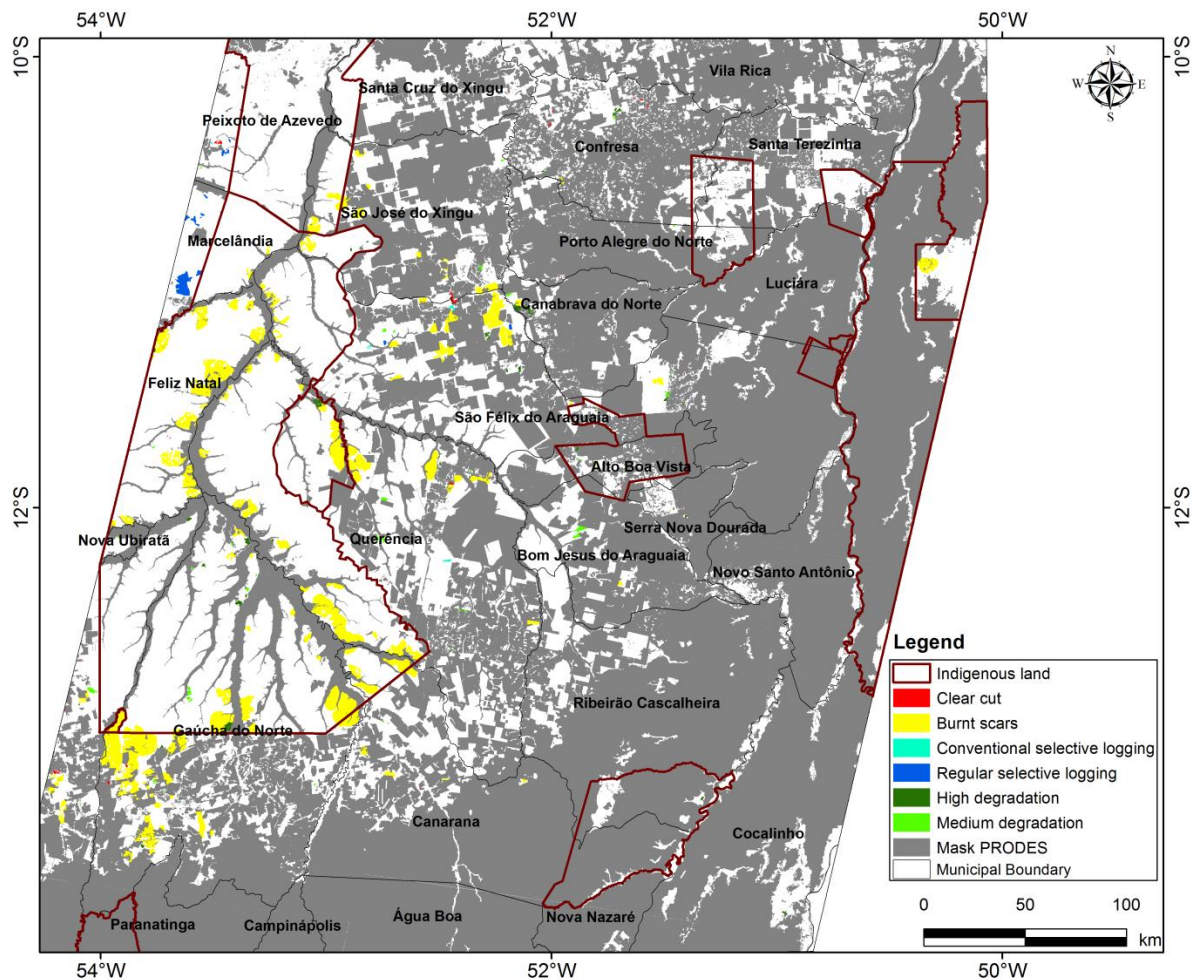 54°W
52°W
50°W
10°S
10°S
N
W
E
S
Vila Rica
Santa Cruz do Xingu
Peixoto de Azevedo
Confresa
Santa Terezinha
São José do Xingu
Marcelândia
Porto Alegre do Norte
Luciára
Canabrava do Norte
Feliz Natal
São Félix do Araguaia
Alto Boa Vista
12°S
12°S
Serra Nova Dourada
Nova Ubiratã
Querência
Bom Jesus do Araguaia
Novo Santo Antônio
Ribeirão Cascalheira
Gaúcha do Norte
Canarana
Cocalinho
Água Boa
Nova Nazaré
Paranatinga
Campinápolis
Legend
Indigenous land
Clear cut
Burnt scars
Conventional selective logging
Regular selective logging
High degradation
Medium degradation
Mask PRODES
Municipal Boundary
0
50
100
km
54°W
52°W
50°W